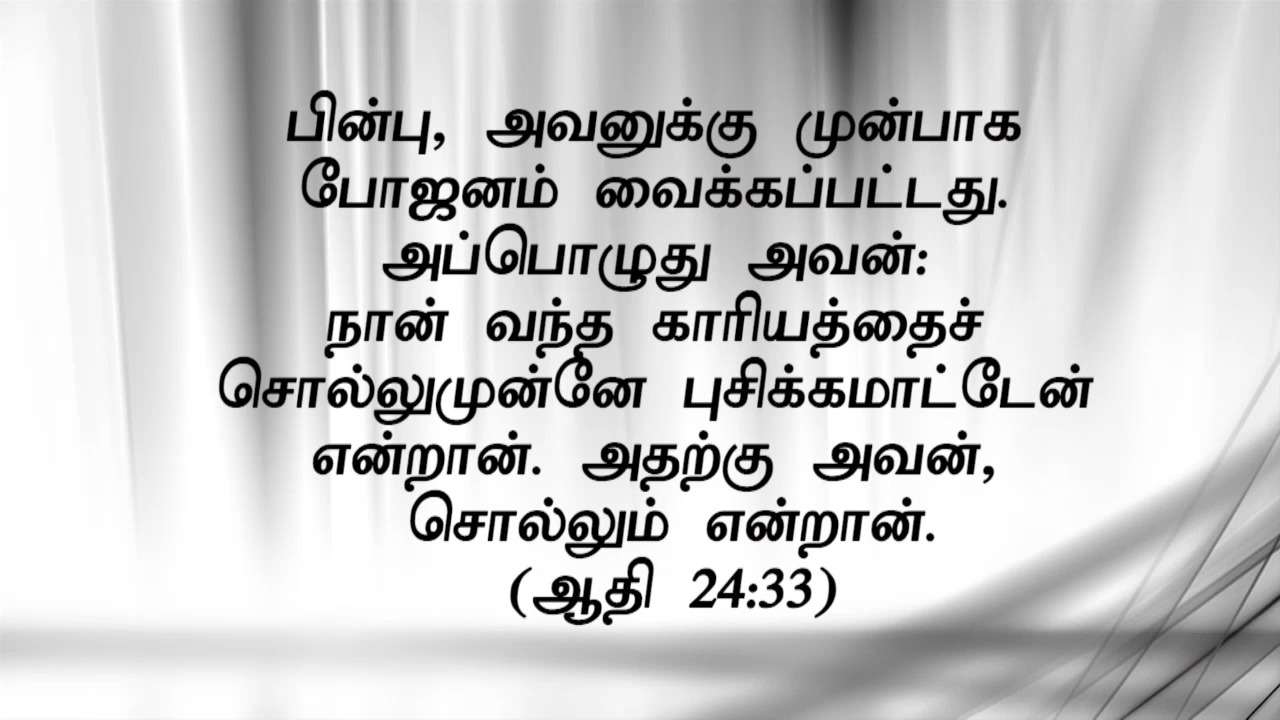 பின்பு, அவனுக்கு முன்பாக
போஜனம் வைக்கப்பட்டது.
அப்பொழுது அவன்:
நான் வந்த காரியத்தைச்
சொல்லுமுன்னே புசிக்கமாட்டேன்
என்றான். அதற்கு அவன்,
சொல்லும் என்றான்.
(ஆதி 24:33)